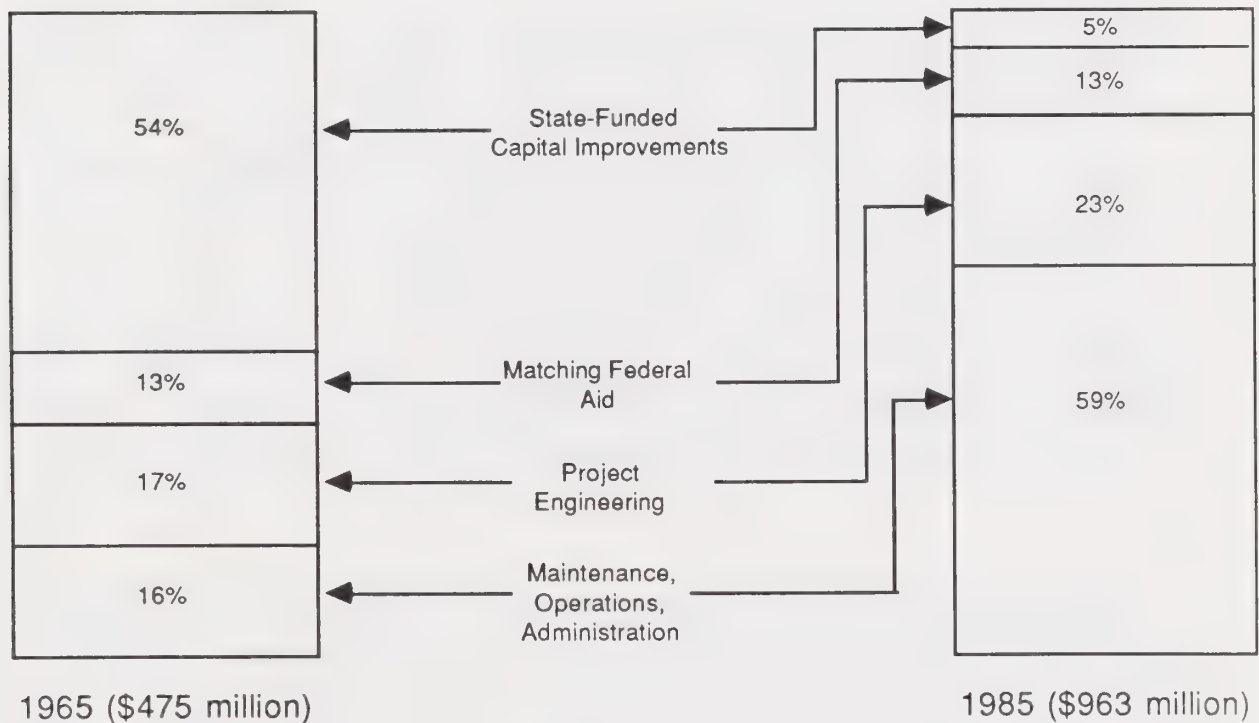 54%
13%
17%
16%
1965 ($475 million)
State-Funded
Capital Improvements
Matching Federal
Aid
Project
Engineering
Maintenance,
Operations,
Administration
5%
13%
23%
59%
1985 ($963 million)